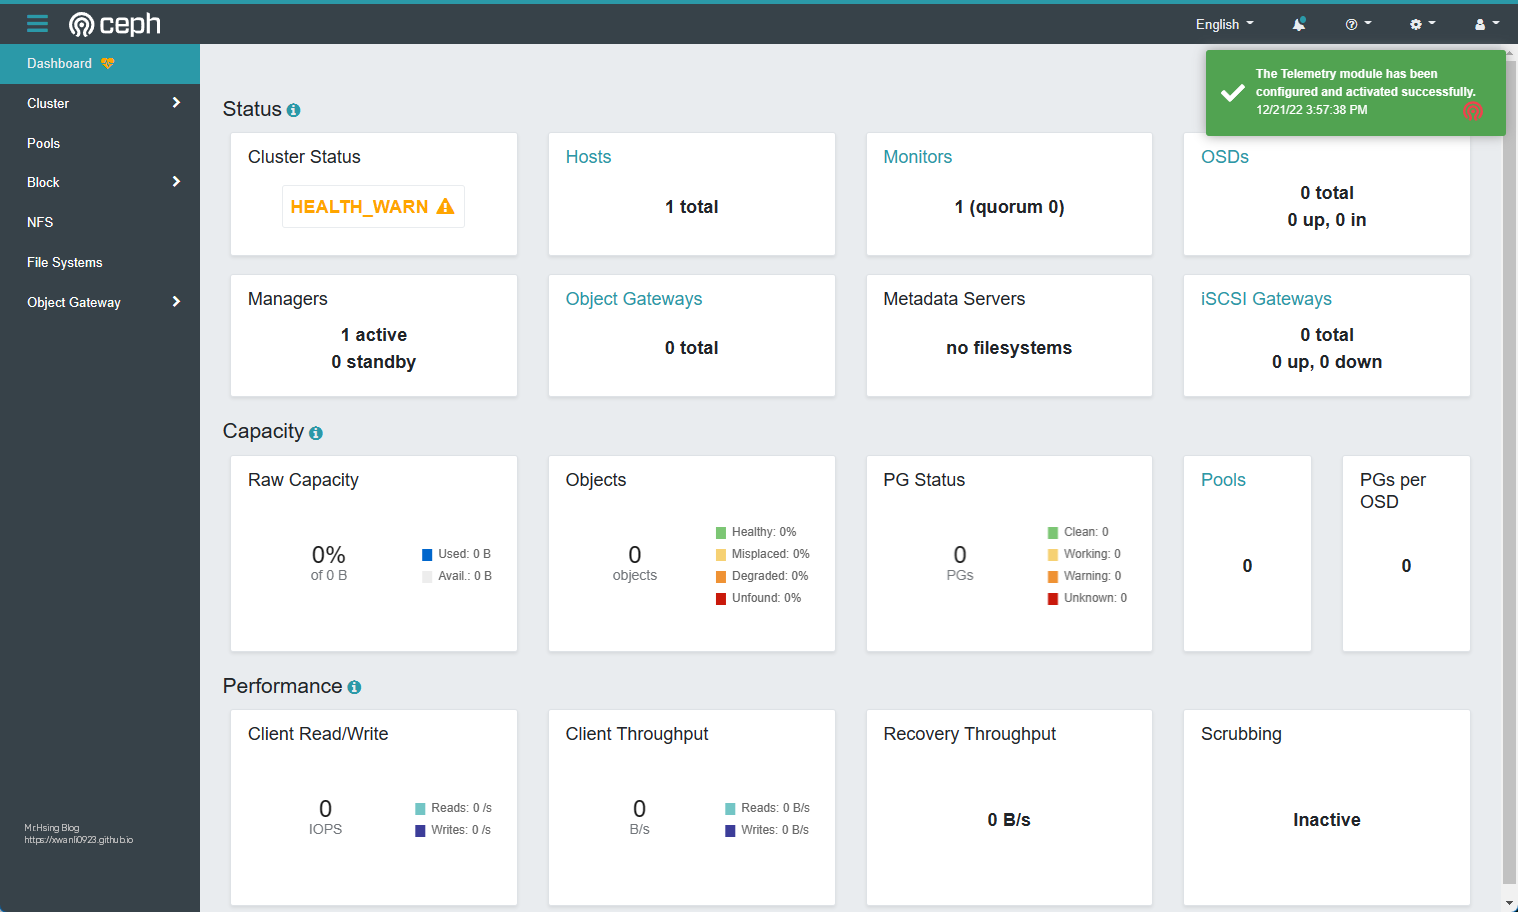 ceph
English
Dashboard
Cluster
Pools
Block
NFS
File Systems
Object Gateway
Mr.Hsing Blog
https://xwanli0923.github.io
The Telemetry module has been
configured and activated successfully.
12/21/22 3:57:38 PM
Status
Cluster Status
HEALTH_WARN
Hosts
1 total
Monitors
1 (quorum 0)
OSDs
0 total
0 up, 0 in
Managers
1 active
0 standby
Object Gateways
0 total
Metadata Servers
no filesystems
iSCSI Gateways
0 total
0 up, 0 down
Capacity
Raw Capacity
0%
of 0 B
Used: 0 B
Avail.: 0 B
Objects
0
objects
Healthy: 0%
Misplaced: 0%
Degraded: 0%
Unfound: 0%
PG Status
0
PGs
Clean: 0
Working: 0
Warning: 0
Unknown: 0
Pools
0
PGs per
OSD
0
Performance
Client Read/Write
0
IOPS
Reads: 0 /s
Writes: 0 /s
Client Throughput
0
B/s
Reads: 0 B/s
Writes: 0 B/s
Recovery Throughput
0 B/s
Scrubbing
Inactive